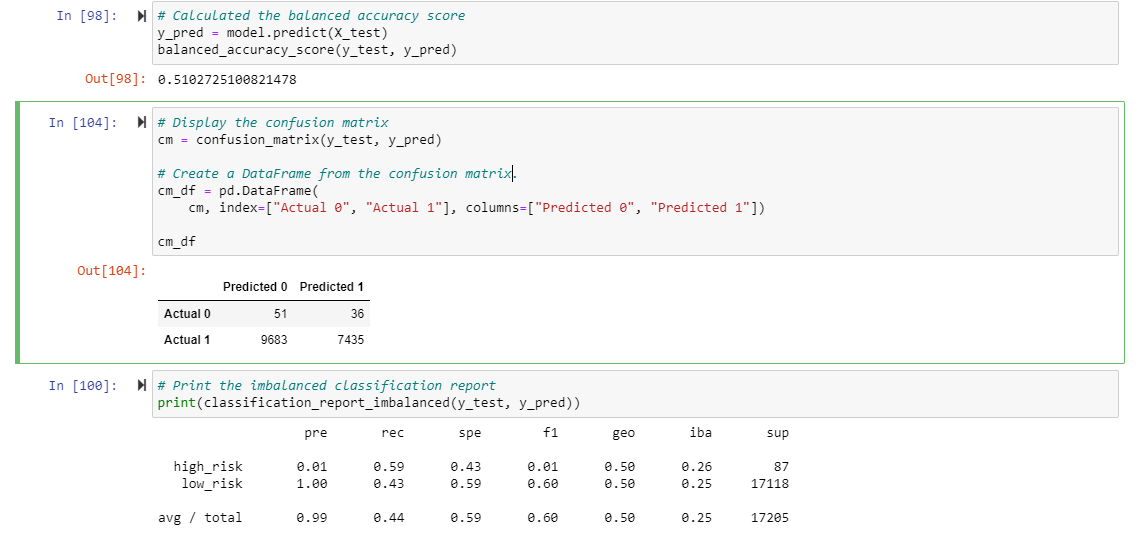 In [98]: # Calculated the balanced accuracy score
y_pred = model.predict(X_test)
balanced_accuracy_score(y_test, y_pred)
Out[98]: 0.5102725100821478
In [104]: # Display the confusion matrix
cm = confusion_matrix(y_test, y_pred)
# Create a DataFrame from the confusion matrix.
cm_df = pd.DataFrame(
cm, index=["Actual 0", "Actual 1"], columns=["Predicted 0", "Predicted 1"])
cm_df
Out[104]:
Predicted 0 Predicted 1
Actual 0 51 36
Actual 1 9683 7435
In [100]: # Print the imbalanced classification report
print(classification_report_imbalanced(y_test, y_pred))
pre rec spe f1 geo iba sup
high_risk 0.01 0.59 0.43 0.01 0.50 0.26 87
low_risk 1.00 0.43 0.59 0.60 0.50 0.25 17118
avg / total 0.99 0.44 0.59 0.60 0.50 0.25 17205